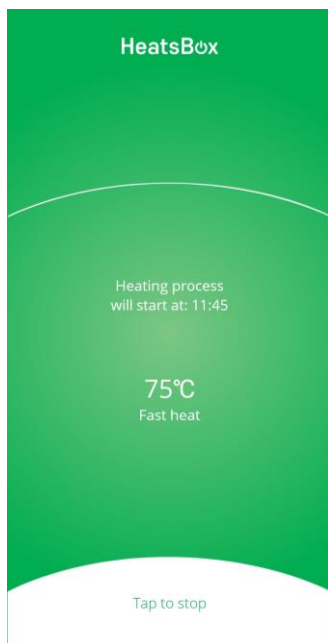 HeatsBox
Heating process
will start at: 11:45
75℃
Fast heat
Tap to stop